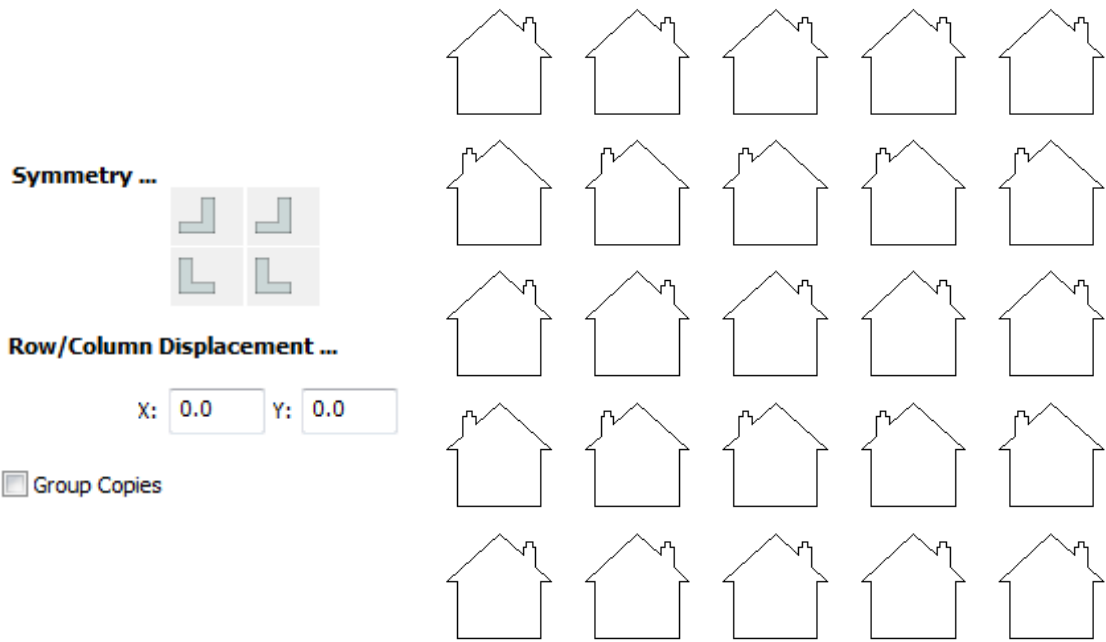 Symmetry ...
Row/Column Displacement ...
X: 0.0 Y: 0.0
Group Copies